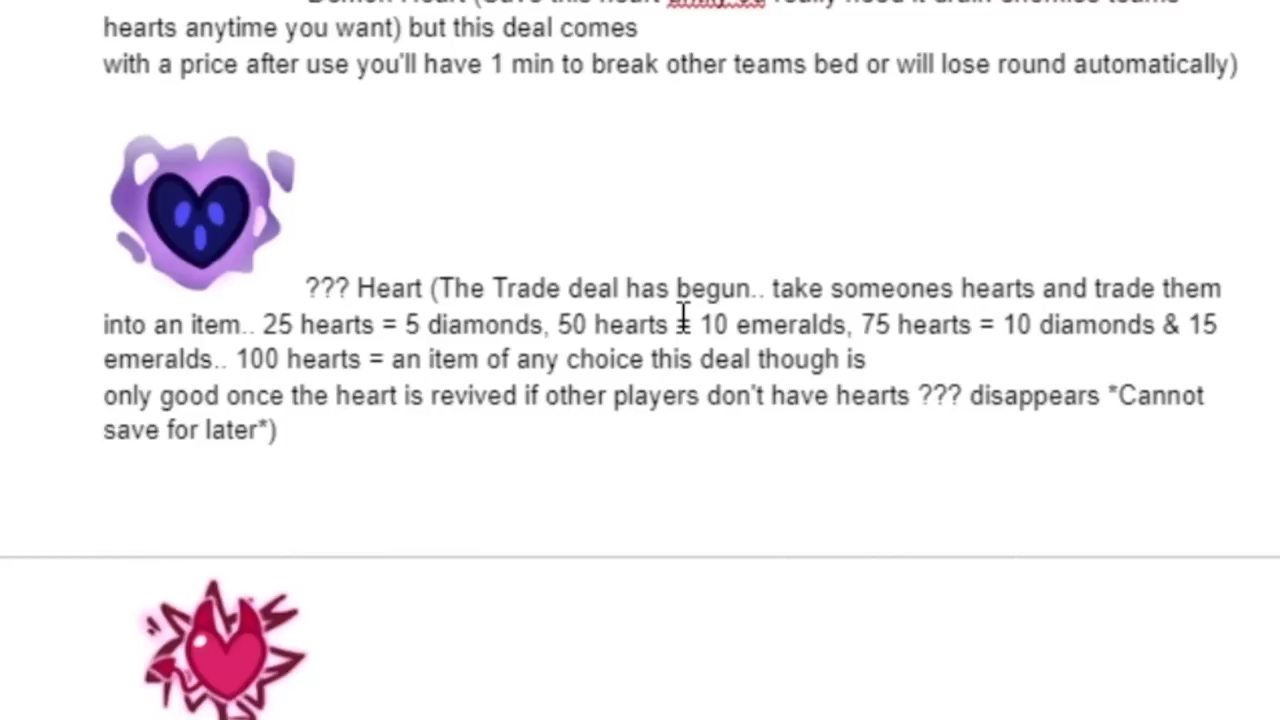 hearts anytime you want) but this deal comes
with a price after use you'll have 1 min to break other teams bed or will lose round automatically)
??? Heart (The Trade deal has begun.. take someones hearts and trade them
into an item.. 25 hearts = 5 diamonds, 50 hearts = 10 emeralds, 75 hearts = 10 diamonds & 15
emeralds.. 100 hearts = an item of any choice this deal though is
only good once the heart is revived if other players don't have hearts ??? disappears *Cannot
save for later*)